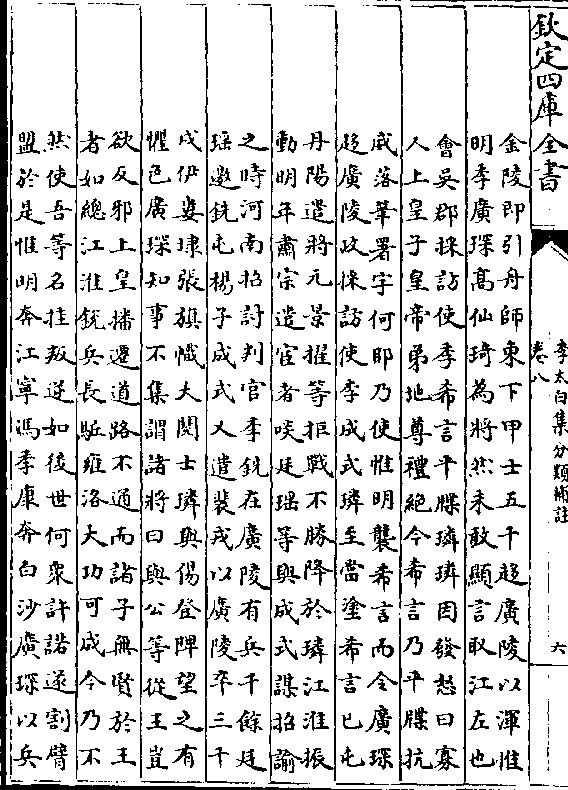 欽定四庫全書
李太白集分類補註
卷八
六
金陵即引舟師東下甲士五千趍廣陵以渾惟
明季廣琛髙仙琦為將然未敢顯言取江左也
㑹吳郡採訪使李希言平牒璘璘因發怒曰寡
人上皇子皇帝弟地尊禮絶今希言乃平牒抗
威落筆署字何耶乃使惟明襲希言而令廣琛
趍廣陵攻採訪使李成式璘至當塗希言已屯
丹陽遣將元景擢等拒戰不勝降於璘江淮振
動明年肅宗遣宦者啖廷瑶等與成式謀招諭
之時河南招討判官李銑在廣陵有兵千餘廷
瑶邀銑屯楊子成式又遣裴戎以廣陵卒三千
戍伊婁埭張旗幟大閱士璘與偒登陴望之有
懼色廣琛知事不集謂諸將曰與公等從王豈
欲反邪上皇播遷道路不通而諸子無賢於王
者如總江淮鋭兵長驅雍洛大功可成今乃不
然使吾等名挂叛逆如後世何衆許諾遂割臂
盟於是惟明奔江寧馮季康奔白沙廣琛以兵